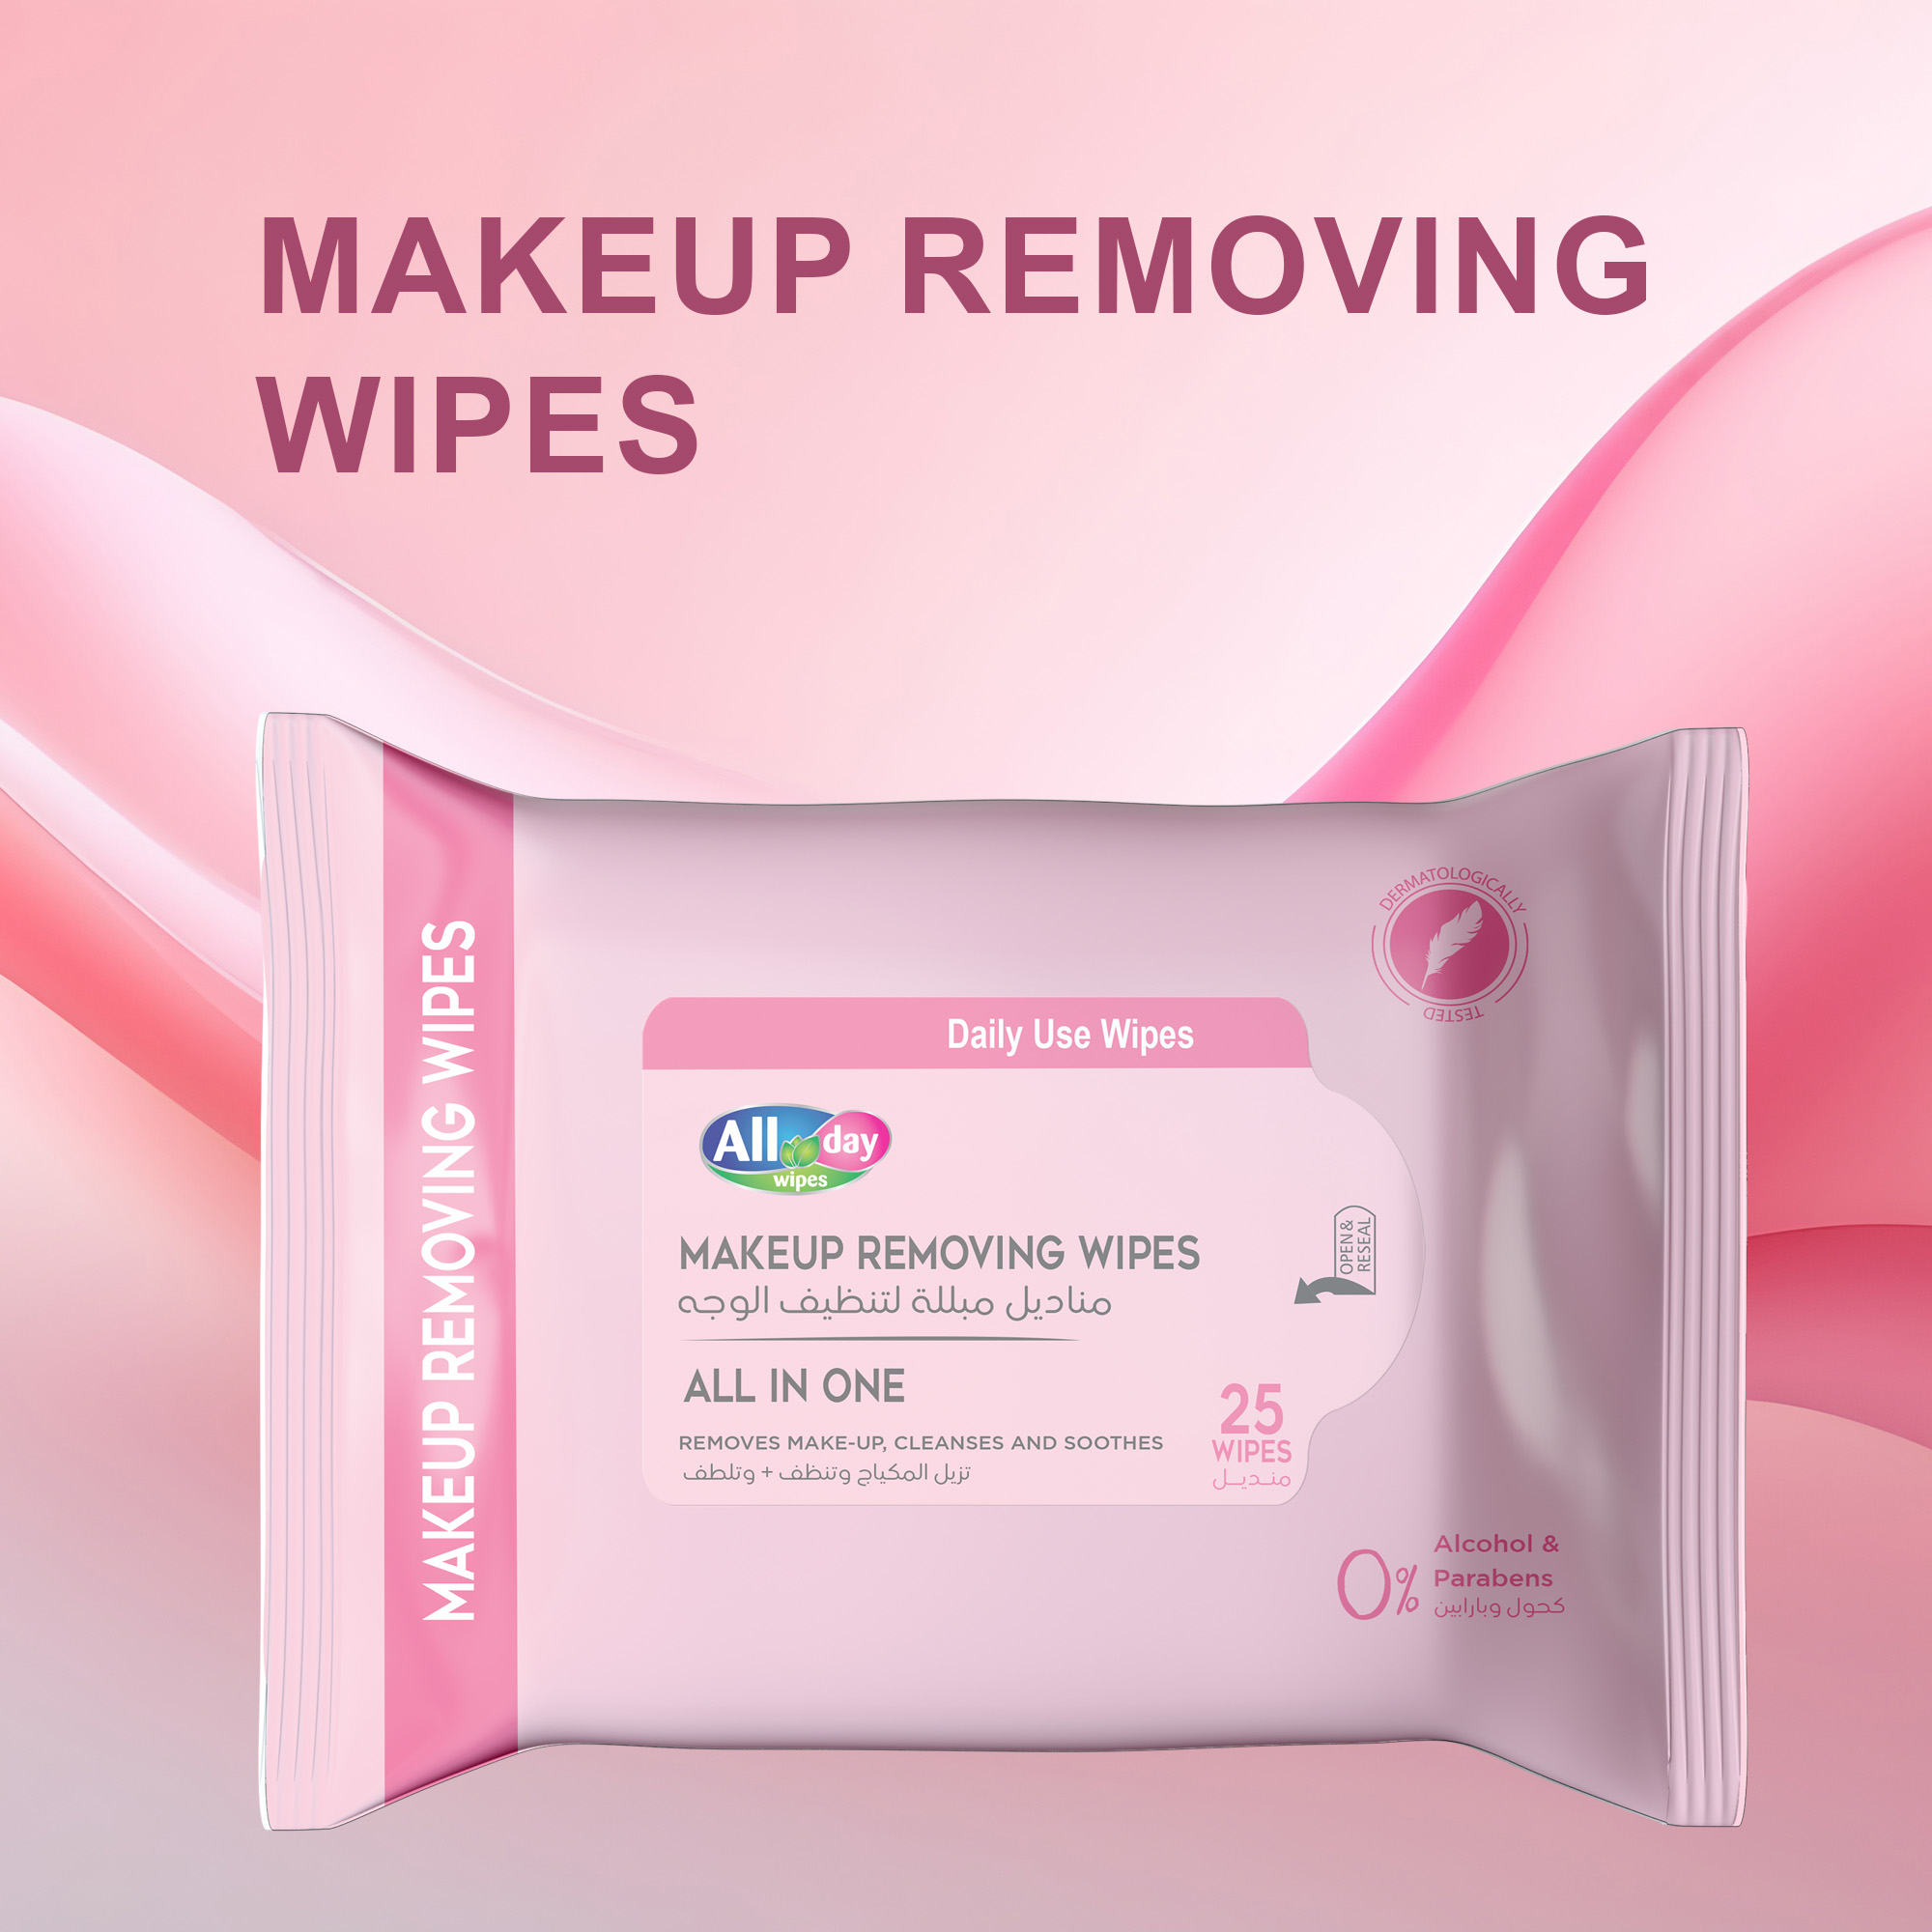 MAKEUP REMOVING
WIPES
MAKEUP REMOVING WIPES
DERMATOLOGICALLY
TESTED
Daily Use Wipes
All day
wipes
MAKEUP REMOVING WIPES
مناديل مبللة لتنظيف الوجه
OPEN &
RESEAL
ALL IN ONE
REMOVES MAKE-UP, CLEANSES AND SOOTHES
تزيل المكياج وتنظف + وتلطف
25
WIPES
منديل
0%
Alcohol &
Parabens
كحول وبارابين